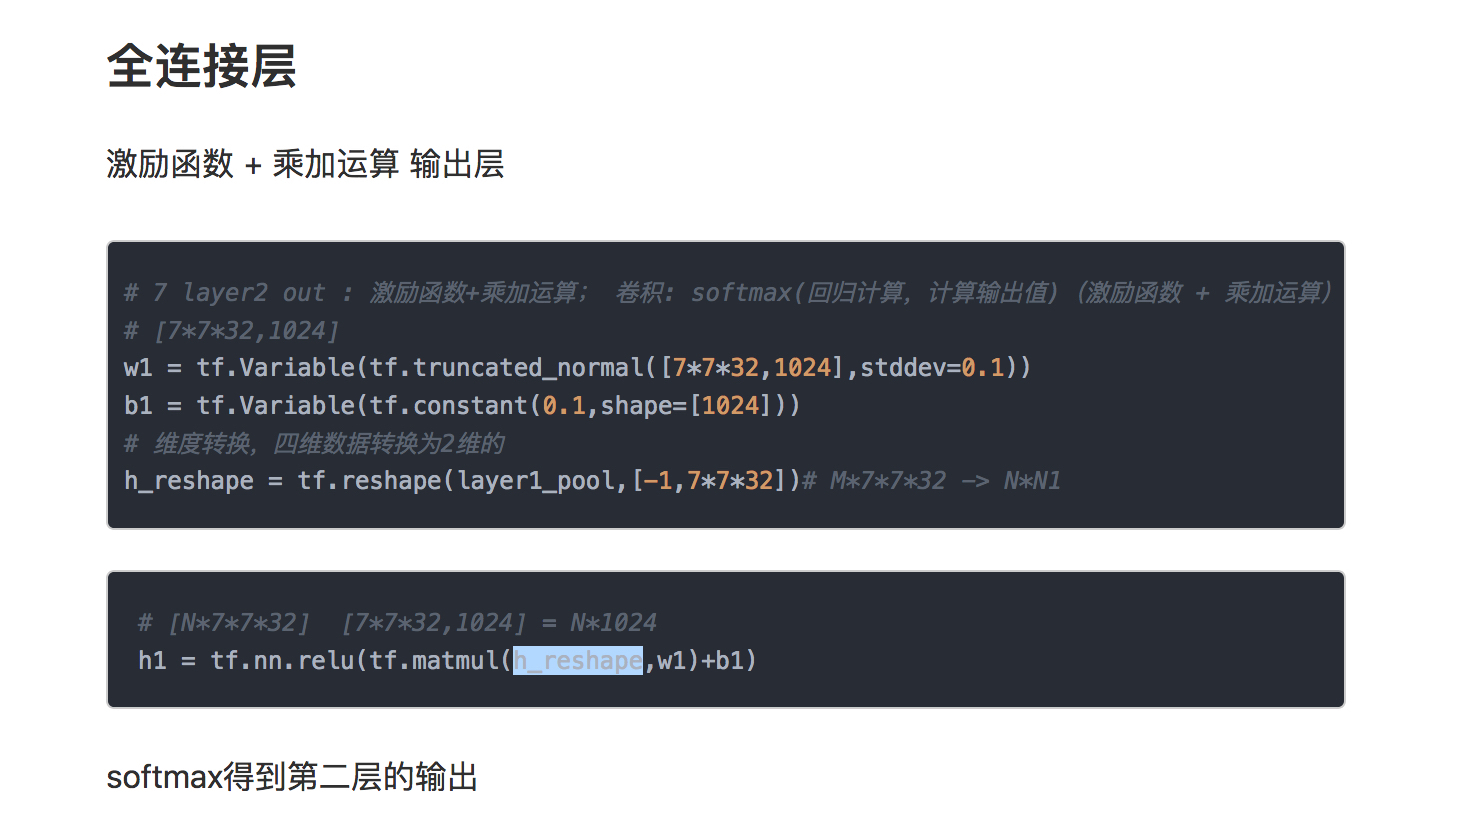 全连接层
激励函数 + 乘加运算 输出层
# 7 layer2 out : 激励函数+乘加运算； 卷积: softmax(回归计算，计算输出值)（激励函数 + 乘加运算）
# [7*7*32,1024]
w1 = tf.Variable(tf.truncated_normal([7*7*32,1024],stddev=0.1))
b1 = tf.Variable(tf.constant(0.1,shape=[1024]))
# 维度转换，四维数据转换为2维的
h_reshape = tf.reshape(layer1_pool,[-1,7*7*32])# M*7*7*32 -> N*N1
# [N*7*7*32]  [7*7*32,1024] = N*1024
h1 = tf.nn.relu(tf.matmul(h_reshape,w1)+b1)
softmax得到第二层的输出